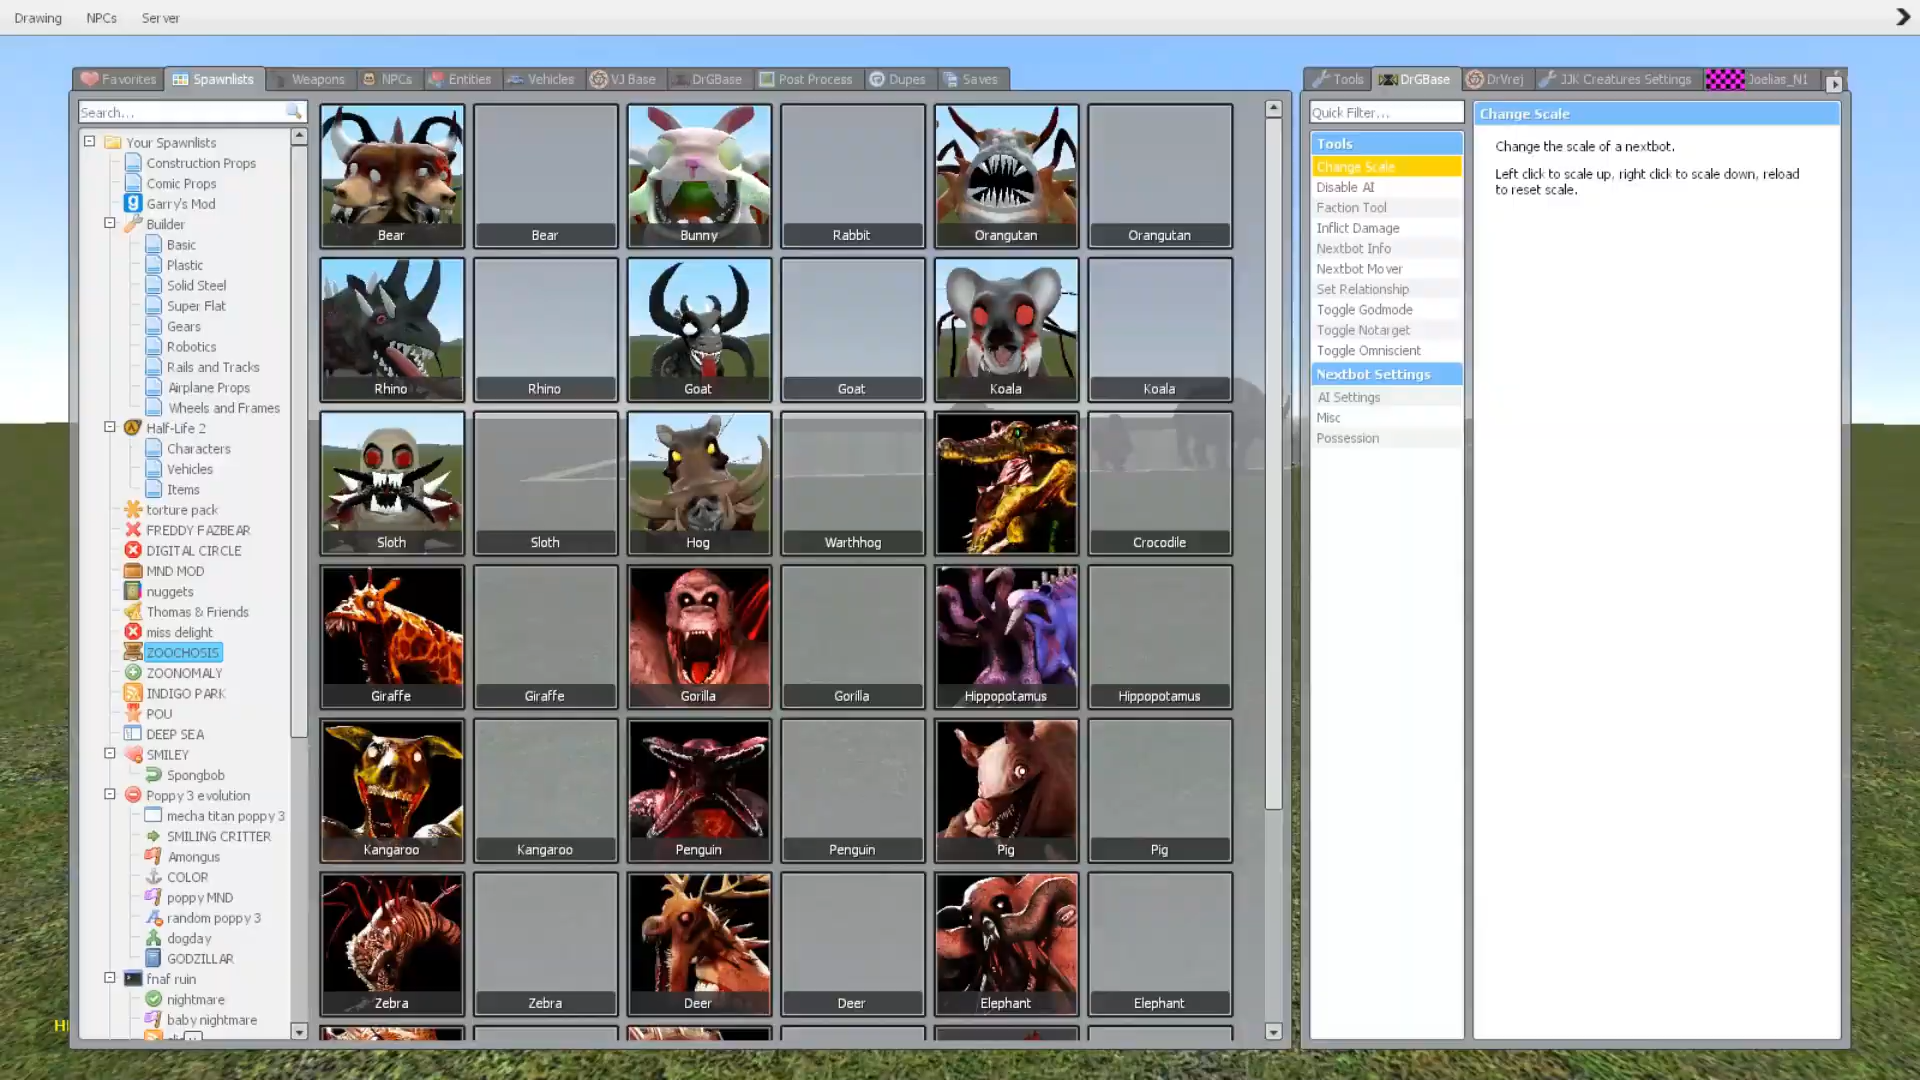 Drawing NPCs Server
Favorites Spawnlists Weapons NPCs Entities Vehicles VJ Base DrGBase Post Process Dupes Saves
Search...
Your Spawnlists
Construction Props
Comic Props
Garry's Mod
Builder
Basic
Plastic
Solid Steel
Super Flat
Gears
Robotics
Rails and Tracks
Airplane Props
Wheels and Frames
Half-Life 2
Characters
Vehicles
Items
torture pack
FREDDY FAZBEAR
DIGITAL CIRCLE
MND MOD
nuggets
Thomas & Friends
miss delight
ZOOCHOSIS
ZOONOMALY
INDIGO PARK
POU
DEEP SEA
SMILEY
Spongbob
Poppy 3 evolution
mecha titan poppy 3
SMILING CRITTER
Amongus
COLOR
poppy MND
random poppy 3
dogday
GODZILLAR
fnaf ruin
nightmare
baby nightmare
Bear Bear Bunny Rabbit Orangutan Orangutan
Rhino Rhino Goat Goat Koala Koala
Sloth Sloth Hog Warthhog Crocodile
Giraffe Giraffe Gorilla Gorilla Hippopotamus Hippopotamus
Kangaroo Kangaroo Penguin Penguin Pig Pig
Zebra Zebra Deer Deer Elephant Elephant
Tools DrGBase DrVrej JJK Creatures Settings Joelias_N1
Quick Filter...
Tools
Change Scale
Disable AI
Faction Tool
Inflict Damage
Nextbot Info
Nextbot Mover
Set Relationship
Toggle Godmode
Toggle Notarget
Toggle Omniscient
Nextbot Settings
AI Settings
Misc
Possession
Change Scale
Change the scale of a nextbot.
Left click to scale up, right click to scale down, reload
to reset scale.